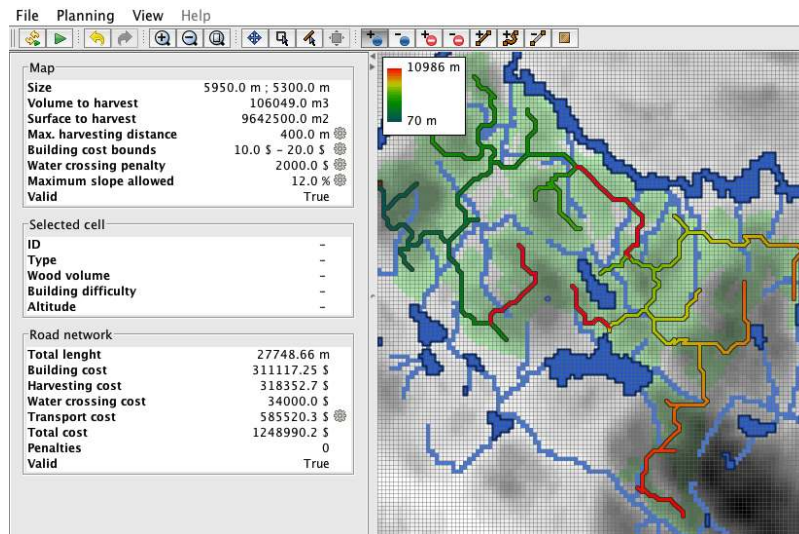 File Planning View Help
Map
Size 5950.0 m ; 5300.0 m
Volume to harvest 106049.0 m3
Surface to harvest 9642500.0 m2
Max. harvesting distance 400.0 m
Building cost bounds 10.0 $ - 20.0 $
Water crossing penalty 2000.0 $
Maximum slope allowed 12.0 %
Valid True
Selected cell
ID -
Type -
Wood volume -
Building difficulty -
Altitude -
Road network
Total lenght 27748.66 m
Building cost 311117.25 $
Harvesting cost 318352.7 $
Water crossing cost 34000.0 $
Transport cost 585520.3 $
Total cost 1248990.2 $
Penalties 0
Valid True
10986 m
70 m